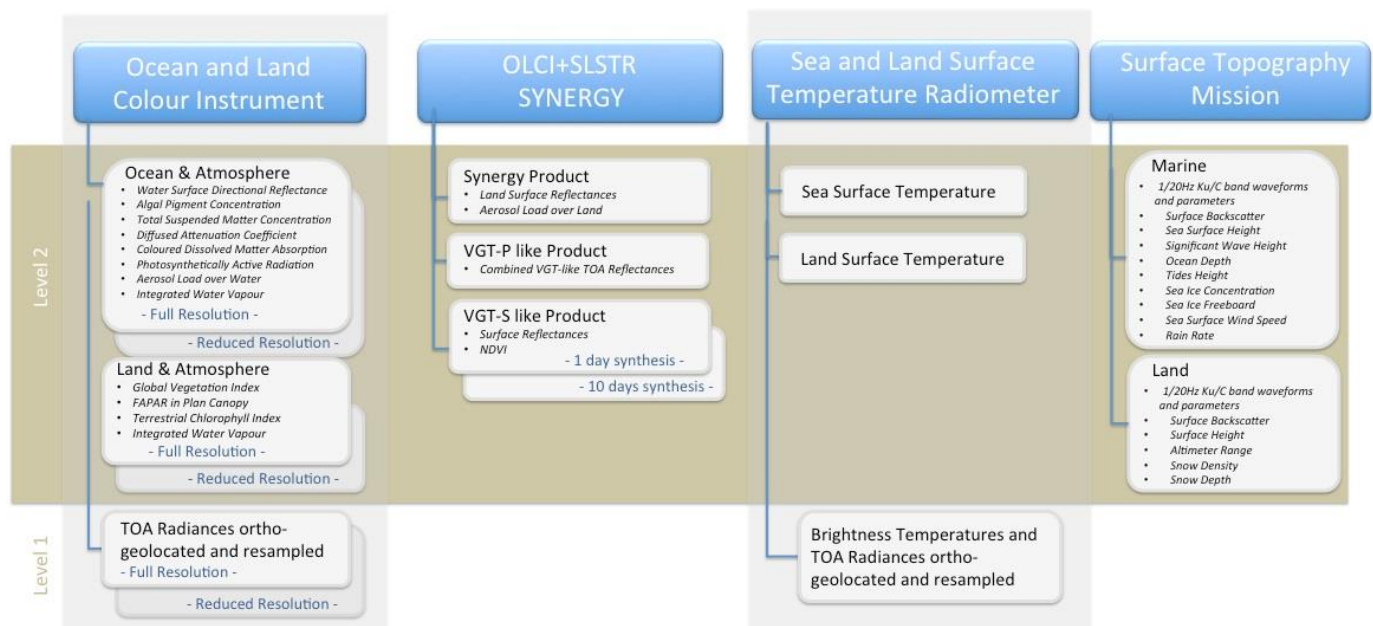 Ocean and Land
Colour Instrument
OLCI+SLSTR
SYNERGY
Sea and Land Surface
Temperature Radiometer
Surface Topography
Mission
Level 2
Ocean & Atmosphere
• Water Surface Directional Reflectance
• Algal Pigment Concentration
• Total Suspended Matter Concentration
• Diffused Attenuation Coefficient
• Coloured Dissolved Matter Absorption
• Photosynthetically Active Radiation
• Aerosol Load over Water
• Integrated Water Vapour
- Full Resolution -
- Reduced Resolution -
Land & Atmosphere
• Global Vegetation Index
• FAPAR in Plan Canopy
• Terrestrial Chlorophyll Index
• Integrated Water Vapour
- Full Resolution -
- Reduced Resolution -
Synergy Product
• Land Surface Reflectances
• Aerosol Load over Land
VGT-P like Product
• Combined VGT-like TOA Reflectances
VGT-S like Product
• Surface Reflectances
• NDVI
- 1 day synthesis -
- 10 days synthesis -
Sea Surface Temperature
Land Surface Temperature
Marine
• 1/20Hz Ku/C band waveforms
and parameters
• Surface Backscatter
• Sea Surface Height
• Significant Wave Height
• Ocean Depth
• Tides Height
• Sea Ice Concentration
• Sea Ice Freeboard
• Sea Surface Wind Speed
• Rain Rate
Land
• 1/20Hz Ku/C band waveforms
and parameters
• Surface Backscatter
• Surface Height
• Altimeter Range
• Snow Density
• Snow Depth
Level 1
TOA Radiances ortho-
geolocated and resampled
- Full Resolution -
- Reduced Resolution -
Brightness Temperatures and
TOA Radiances ortho-
geolocated and resampled